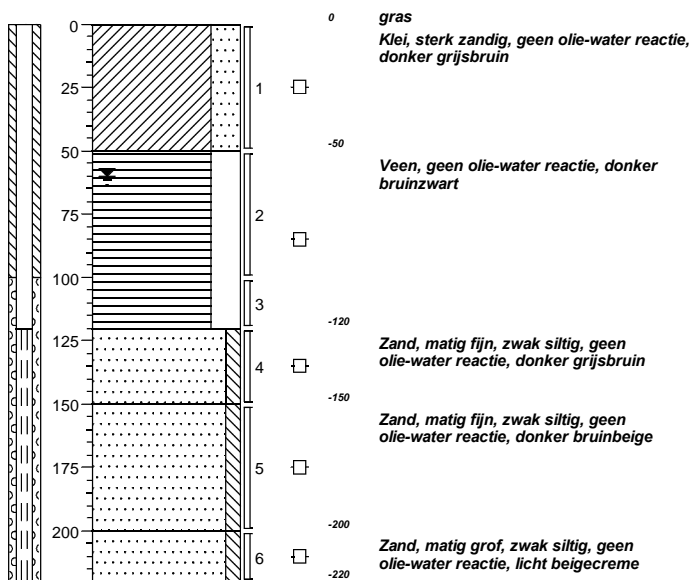 0
gras
0
Klei, sterk zandig, geen olie-water reactie,
donker grijsbruin
25
1
50
-50
Veen, geen olie-water reactie, donker
bruinzwart
75
2
100
3
-120
125
Zand, matig fijn, zwak siltig, geen
olie-water reactie, donker grijsbruin
4
150
-150
Zand, matig fijn, zwak siltig, geen
olie-water reactie, donker bruinbeige
175
5
200
-200
Zand, matig grof, zwak siltig, geen
olie-water reactie, licht beigecreme
6
-220